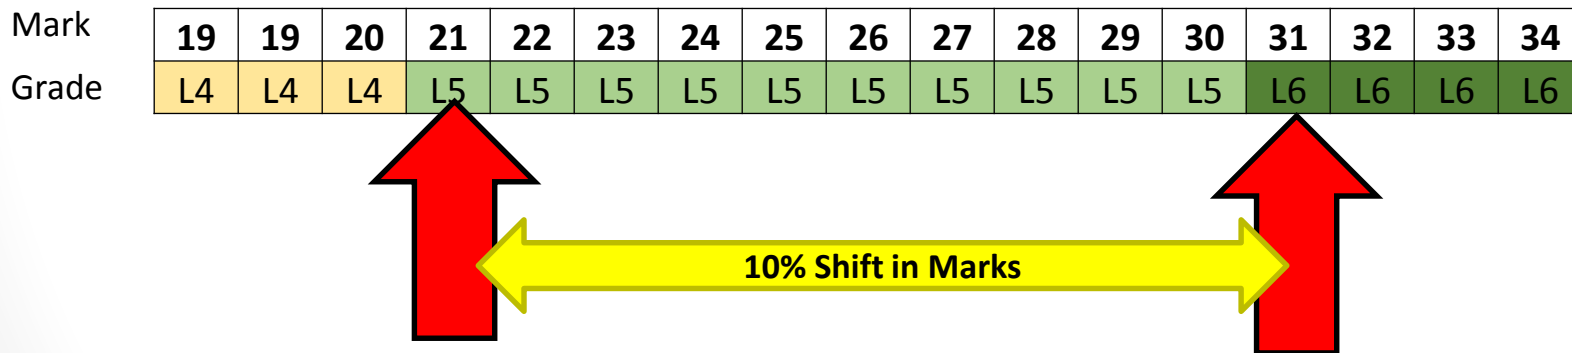 Mark 19 19 20 21 22 23 24 25 26 27 28 29 30 31 32 33 34
Grade L4 L4 L4 L5 L5 L5 L5 L5 L5 L5 L5 L5 L5 L6 L6 L6 L6
10% Shift in Marks